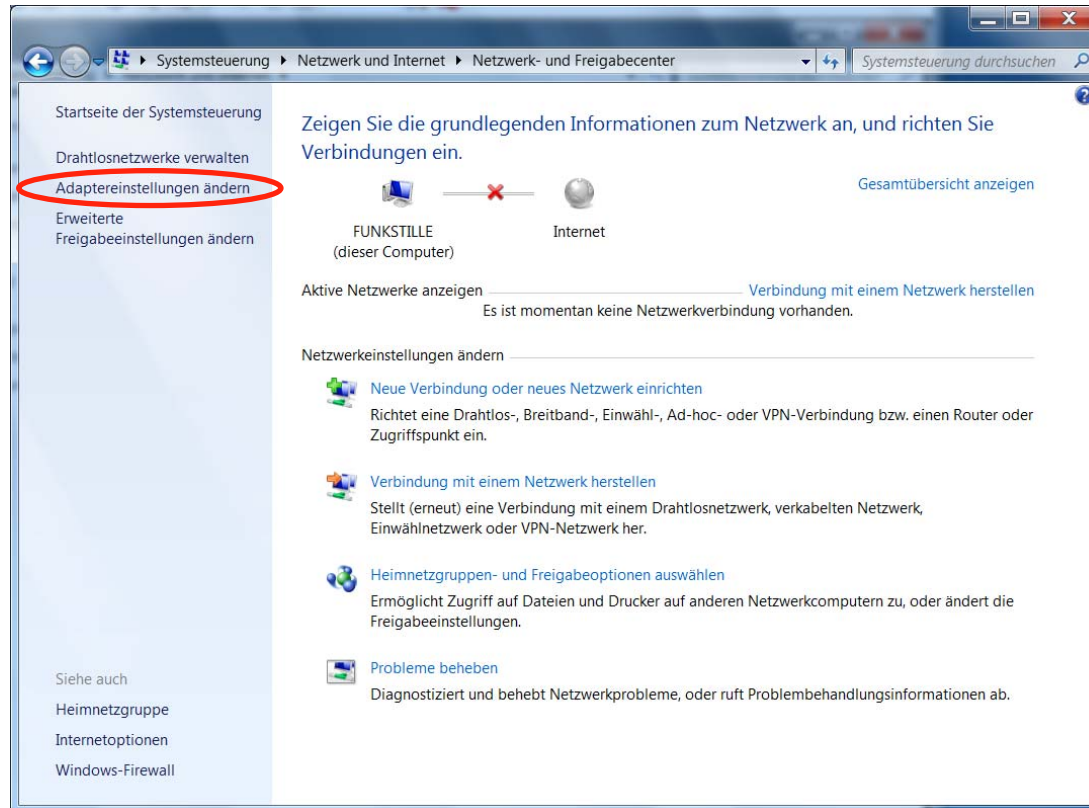 Systemsteuerung ▸ Netzwerk und Internet ▸ Netzwerk- und Freigabecenter
Systemsteuerung durchsuchen
Startseite der Systemsteuerung
Drahtlosnetzwerke verwalten
Adaptereinstellungen ändern
Erweiterte
Freigabeeinstellungen ändern
Siehe auch
Heimnetzgruppe
Internetoptionen
Windows-Firewall
Zeigen Sie die grundlegenden Informationen zum Netzwerk an, und richten Sie
Verbindungen ein.
Gesamtübersicht anzeigen
FUNKSTILLE
(dieser Computer)
Internet
Aktive Netzwerke anzeigen
Verbindung mit einem Netzwerk herstellen
Es ist momentan keine Netzwerkverbindung vorhanden.
Netzwerkeinstellungen ändern
Neue Verbindung oder neues Netzwerk einrichten
Richtet eine Drahtlos-, Breitband-, Einwähl-, Ad-hoc- oder VPN-Verbindung bzw. einen Router oder
Zugriffspunkt ein.
Verbindung mit einem Netzwerk herstellen
Stellt (erneut) eine Verbindung mit einem Drahtlosnetzwerk, verkabelten Netzwerk,
Einwählnetzwerk oder VPN-Netzwerk her.
Heimnetzgruppen- und Freigabeoptionen auswählen
Ermöglicht Zugriff auf Dateien und Drucker auf anderen Netzwerkcomputern zu, oder ändert die
Freigabeeinstellungen.
Probleme beheben
Diagnostiziert und behebt Netzwerkprobleme, oder ruft Problembehandlungsinformationen ab.